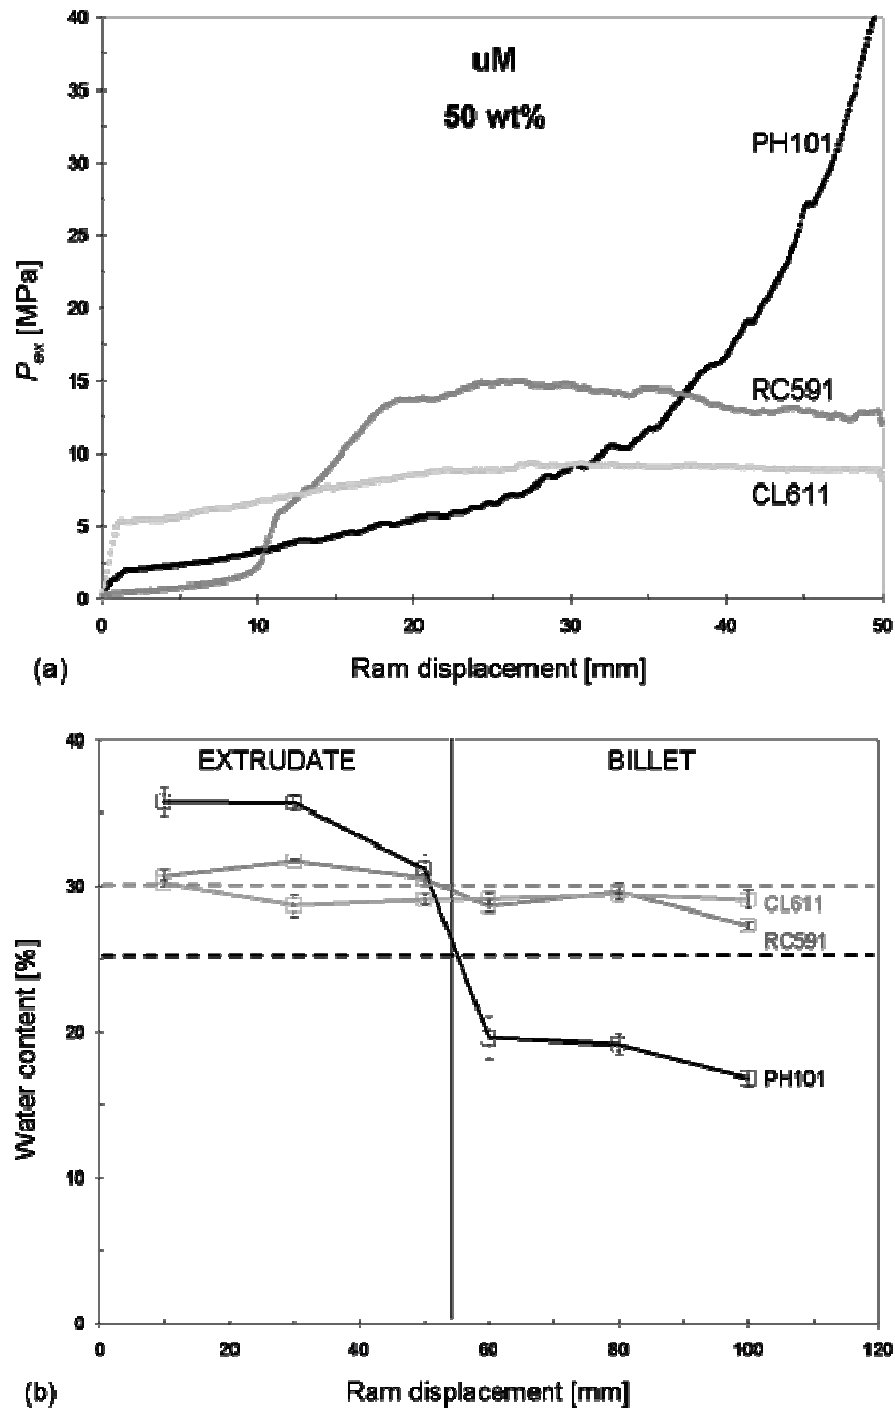 40
uM
50 wt%
35
PH101
30
25
20
15
RC591
10
CL611
5
0
P_ex [MPa]
0 10 20 30 40 50
(a) Ram displacement [mm]
40
EXTRUDATE BILLET
30
CL611
RC591
20
PH101
10
0
Water content [%]
0 20 40 60 80 100 120
(b) Ram displacement [mm]